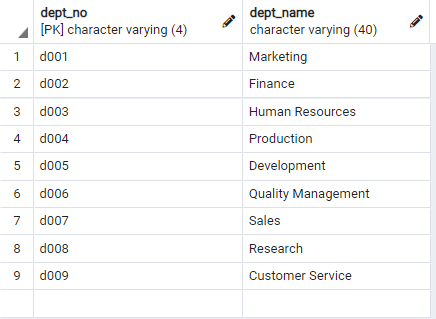 dept_no dept_name
[PK] character varying (4) character varying (40)
1 d001 Marketing
2 d002 Finance
3 d003 Human Resources
4 d004 Production
5 d005 Development
6 d006 Quality Management
7 d007 Sales
8 d008 Research
9 d009 Customer Service